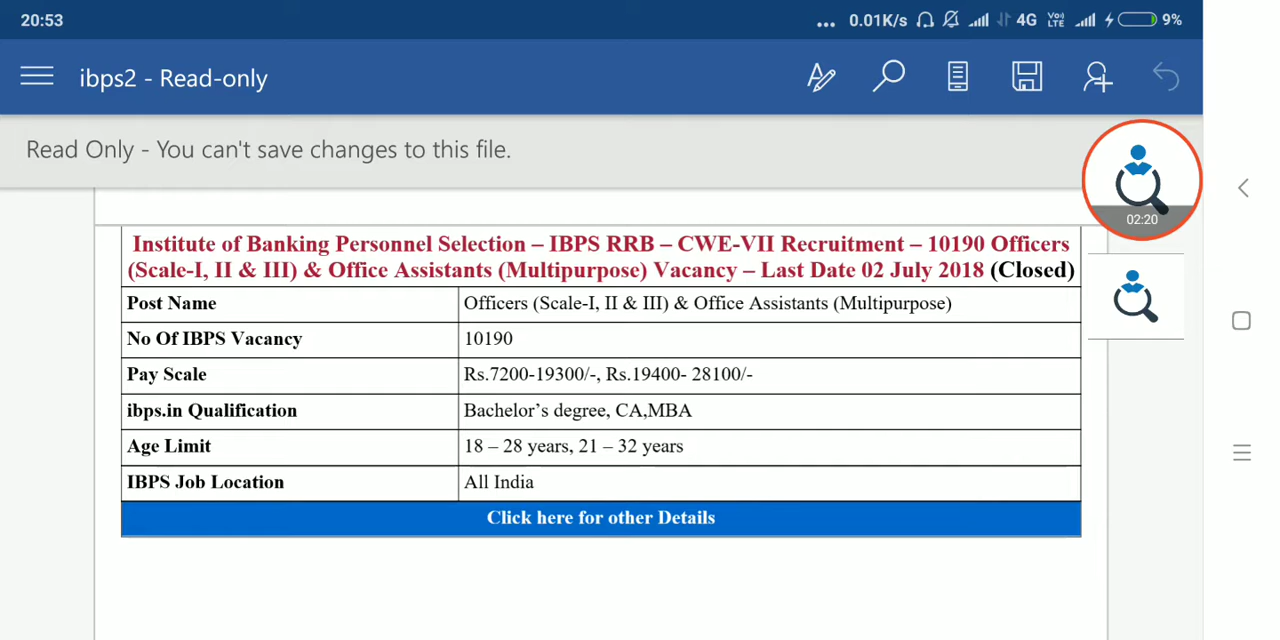 20:53
... 0.01K/s 4G VoLTE 9%
ibps2 - Read-only
Read Only - You can't save changes to this file.
02:20
Institute of Banking Personnel Selection – IBPS RRB – CWE-VII Recruitment – 10190 Officers
(Scale-I, II & III) & Office Assistants (Multipurpose) Vacancy – Last Date 02 July 2018 (Closed)
Post Name Officers (Scale-I, II & III) & Office Assistants (Multipurpose)
No Of IBPS Vacancy 10190
Pay Scale Rs.7200-19300/-, Rs.19400- 28100/-
ibps.in Qualification Bachelor’s degree, CA,MBA
Age Limit 18 – 28 years, 21 – 32 years
IBPS Job Location All India
Click here for other Details